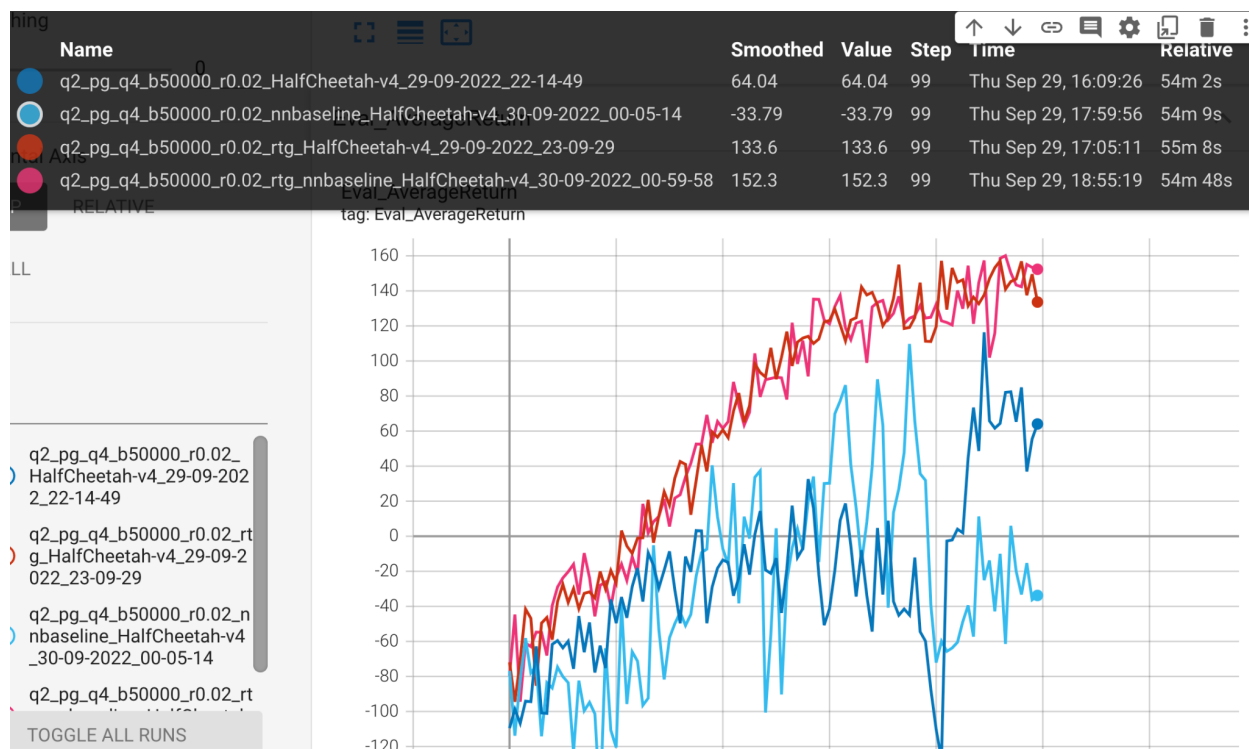 hing
0
Name Smoothed Value Step Time Relative
q2_pg_q4_b50000_r0.02_HalfCheetah-v4_29-09-2022_22-14-49 64.04 64.04 99 Thu Sep 29, 16:09:26 54m 2s
q2_pg_q4_b50000_r0.02_nnbaseline_HalfCheetah-v4_30-09-2022_00-05-14 -33.79 -33.79 99 Thu Sep 29, 17:59:56 54m 9s
Eval_AverageReturn
q2_pg_q4_b50000_r0.02_rtg_HalfCheetah-v4_29-09-2022_23-09-29 133.6 133.6 99 Thu Sep 29, 17:05:11 55m 8s
ntal Axis
q2_pg_q4_b50000_r0.02_rtg_nnbaseline_HalfCheetah-v4_30-09-2022_00-59-58 152.3 152.3 99 Thu Sep 29, 18:55:19 54m 48s
Eval_AverageReturn
P RELATIVE
tag: Eval_AverageReturn
LL
160
140
120
100
80
60
40
20
0
-20
-40
-60
-80
-100
-120
q2_pg_q4_b50000_r0.02_
HalfCheetah-v4_29-09-202
2_22-14-49
q2_pg_q4_b50000_r0.02_rt
g_HalfCheetah-v4_29-09-2
022_23-09-29
q2_pg_q4_b50000_r0.02_n
nbaseline_HalfCheetah-v4
_30-09-2022_00-05-14
q2_pg_q4_b50000_r0.02_rt
TOGGLE ALL RUNS